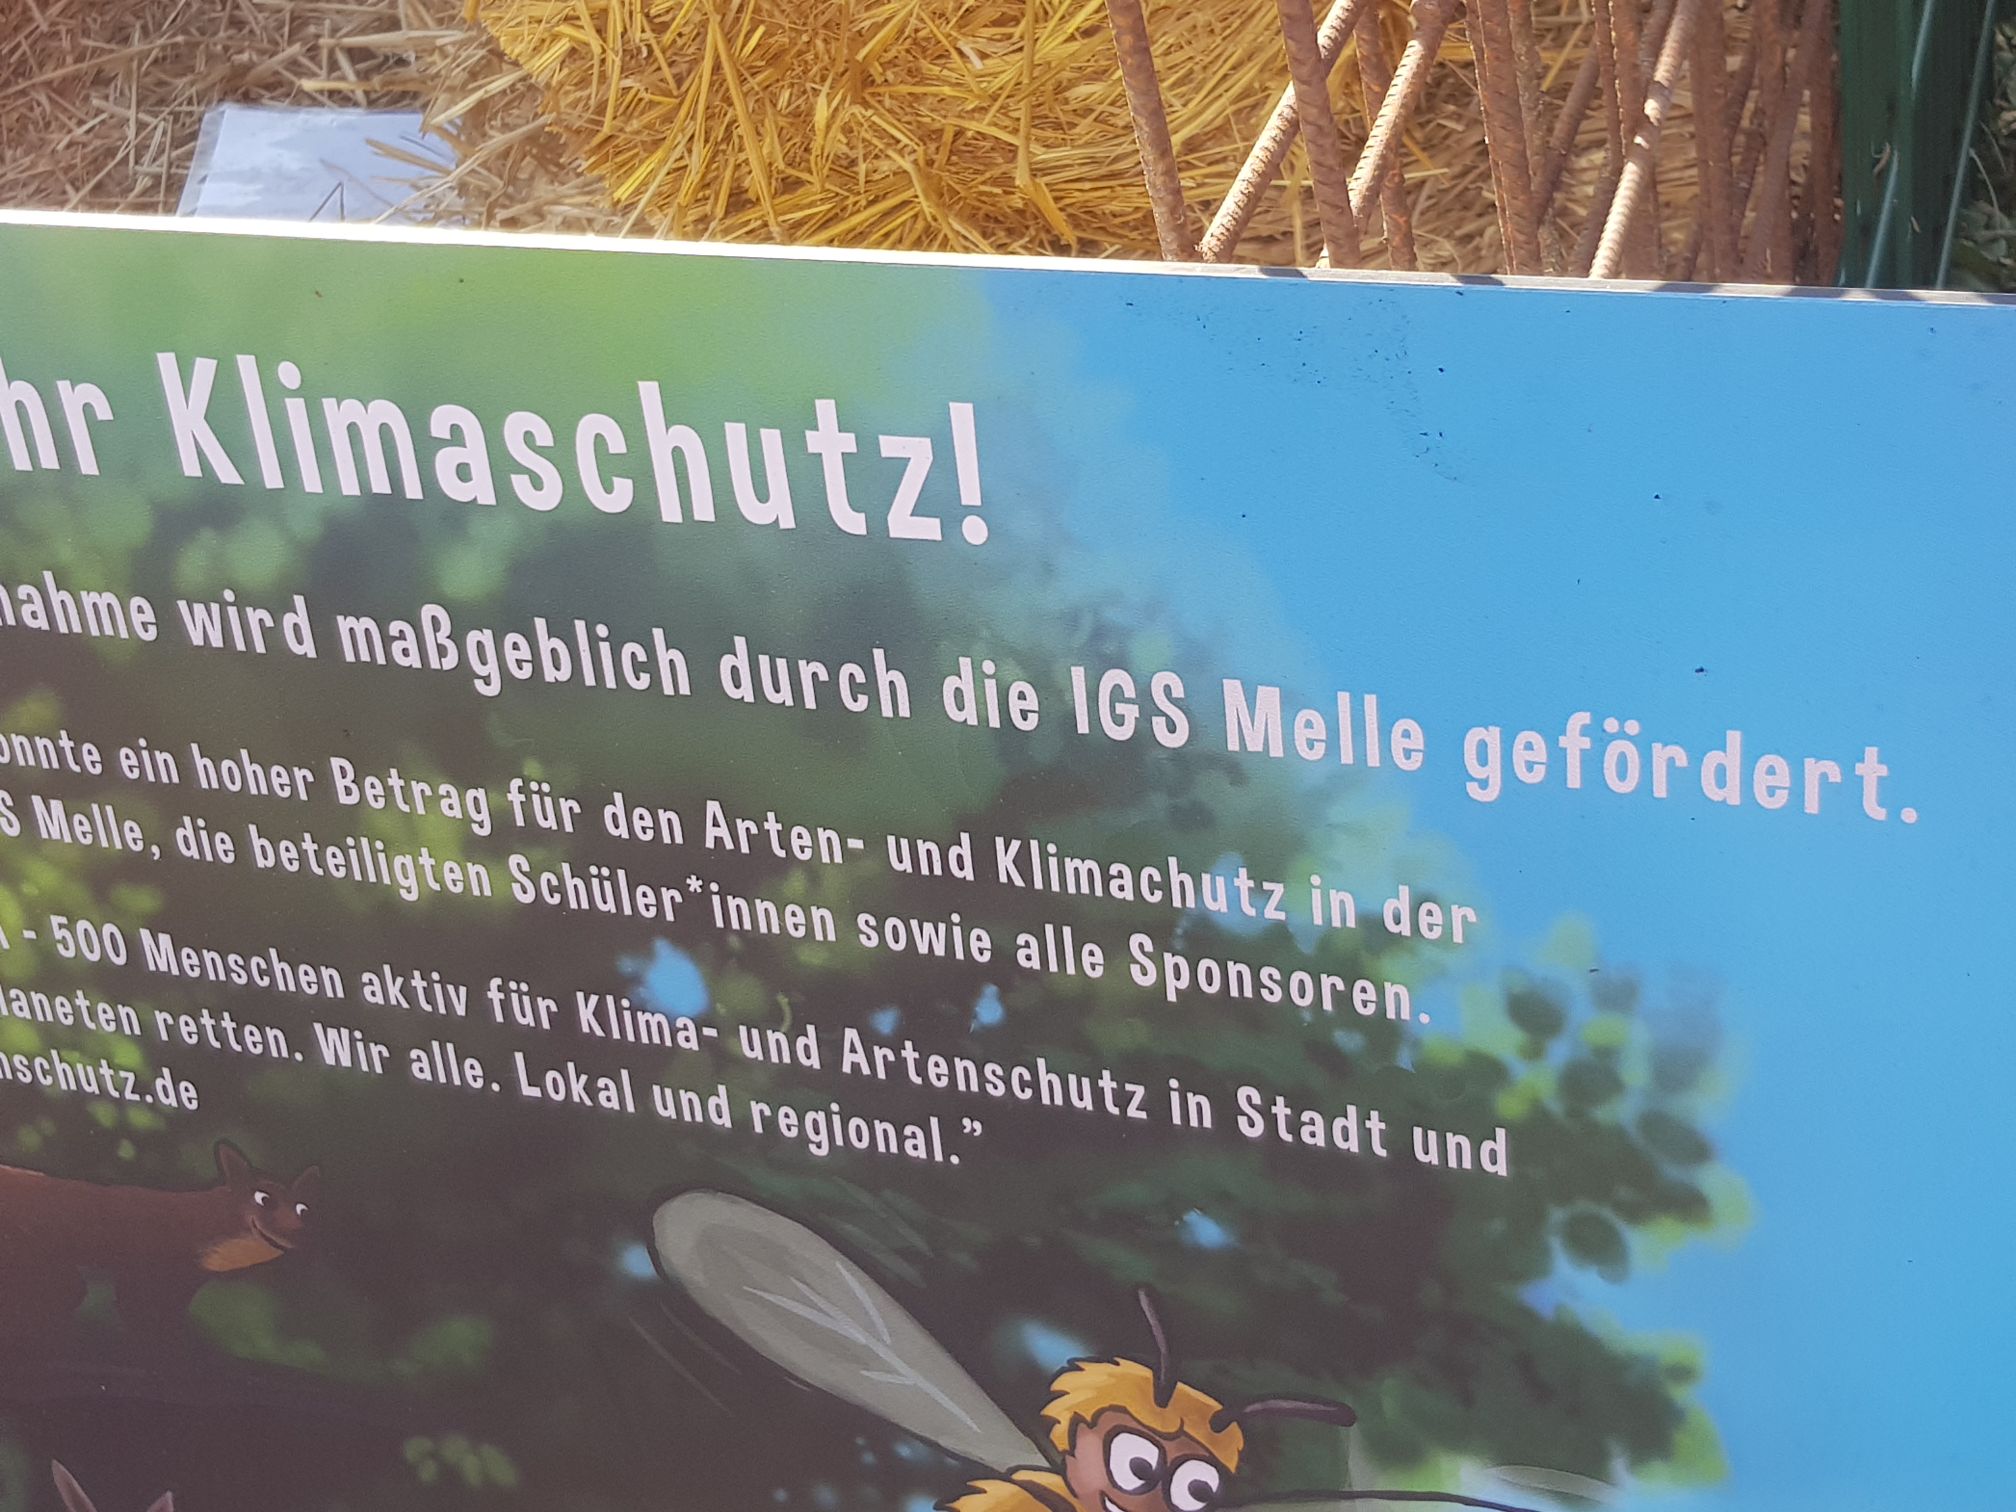 hr Klimaschutz!
nahme wird maßgeblich durch die IGS Melle gefördert.
onnte ein hoher Betrag für den Arten- und Klimachutz in der
S Melle, die beteiligten Schüler*innen sowie alle Sponsoren.
- 500 Menschen aktiv für Klima- und Artenschutz in Stadt und
laneten retten. Wir alle. Lokal und regional.”
nschutz.de